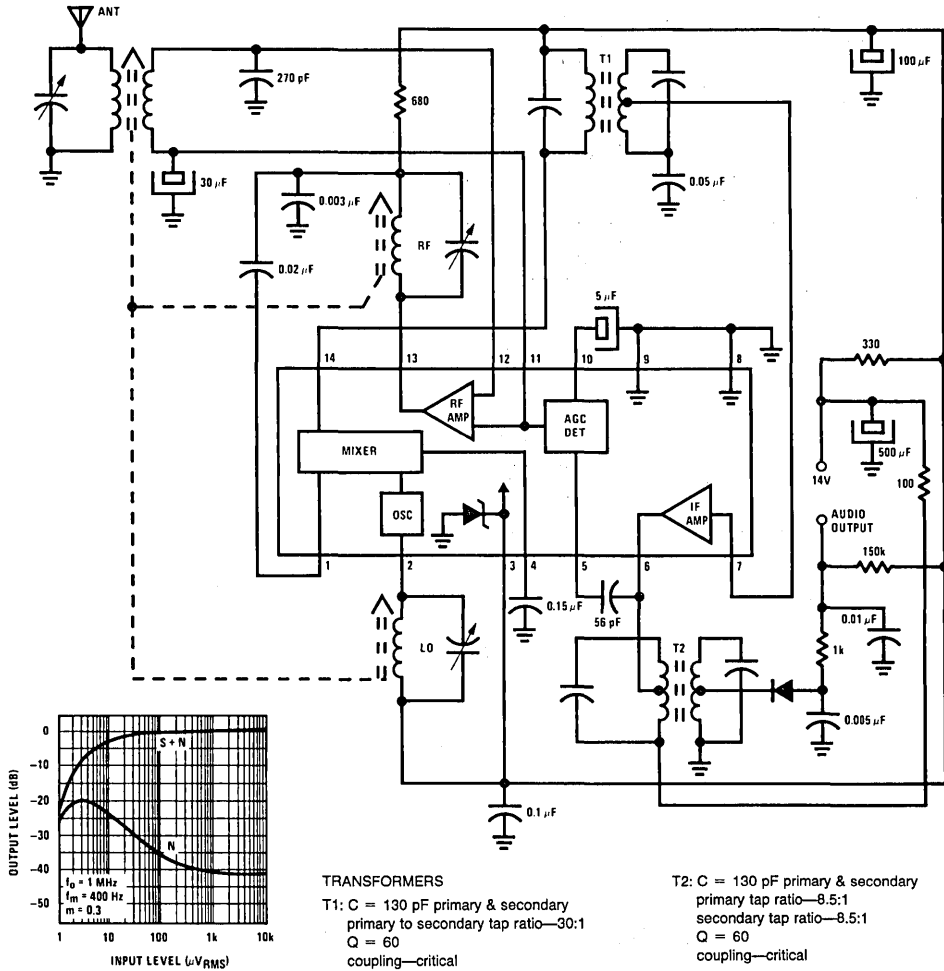 ANT
270 pF
30 μF
680
0.003 μF
0.02 μF
RF
T1
100 μF
0.05 μF
5 μF
330
500 μF
100
14V
AUDIO
OUTPUT
150k
0.01 μF
1k
0.005 μF
14
13
12
11
10
9
8
RF
AMP
AGC
DET
MIXER
OSC
IF
AMP
1
2
3
4
5
6
7
0.15 μF
56 pF
LO
T2
0.1 μF
OUTPUT LEVEL (dB)
0
-10
-20
-30
-40
-50
S + N
N
fo = 1 MHz
fm = 400 Hz
m = 0.3
1 10 100 1k 10k
INPUT LEVEL (μVRMS)
TRANSFORMERS
T1: C = 130 pF primary & secondary
primary to secondary tap ratio—30:1
Q = 60
coupling—critical
T2: C = 130 pF primary & secondary
primary tap ratio—8.5:1
secondary tap ratio—8.5:1
Q = 60
coupling—critical